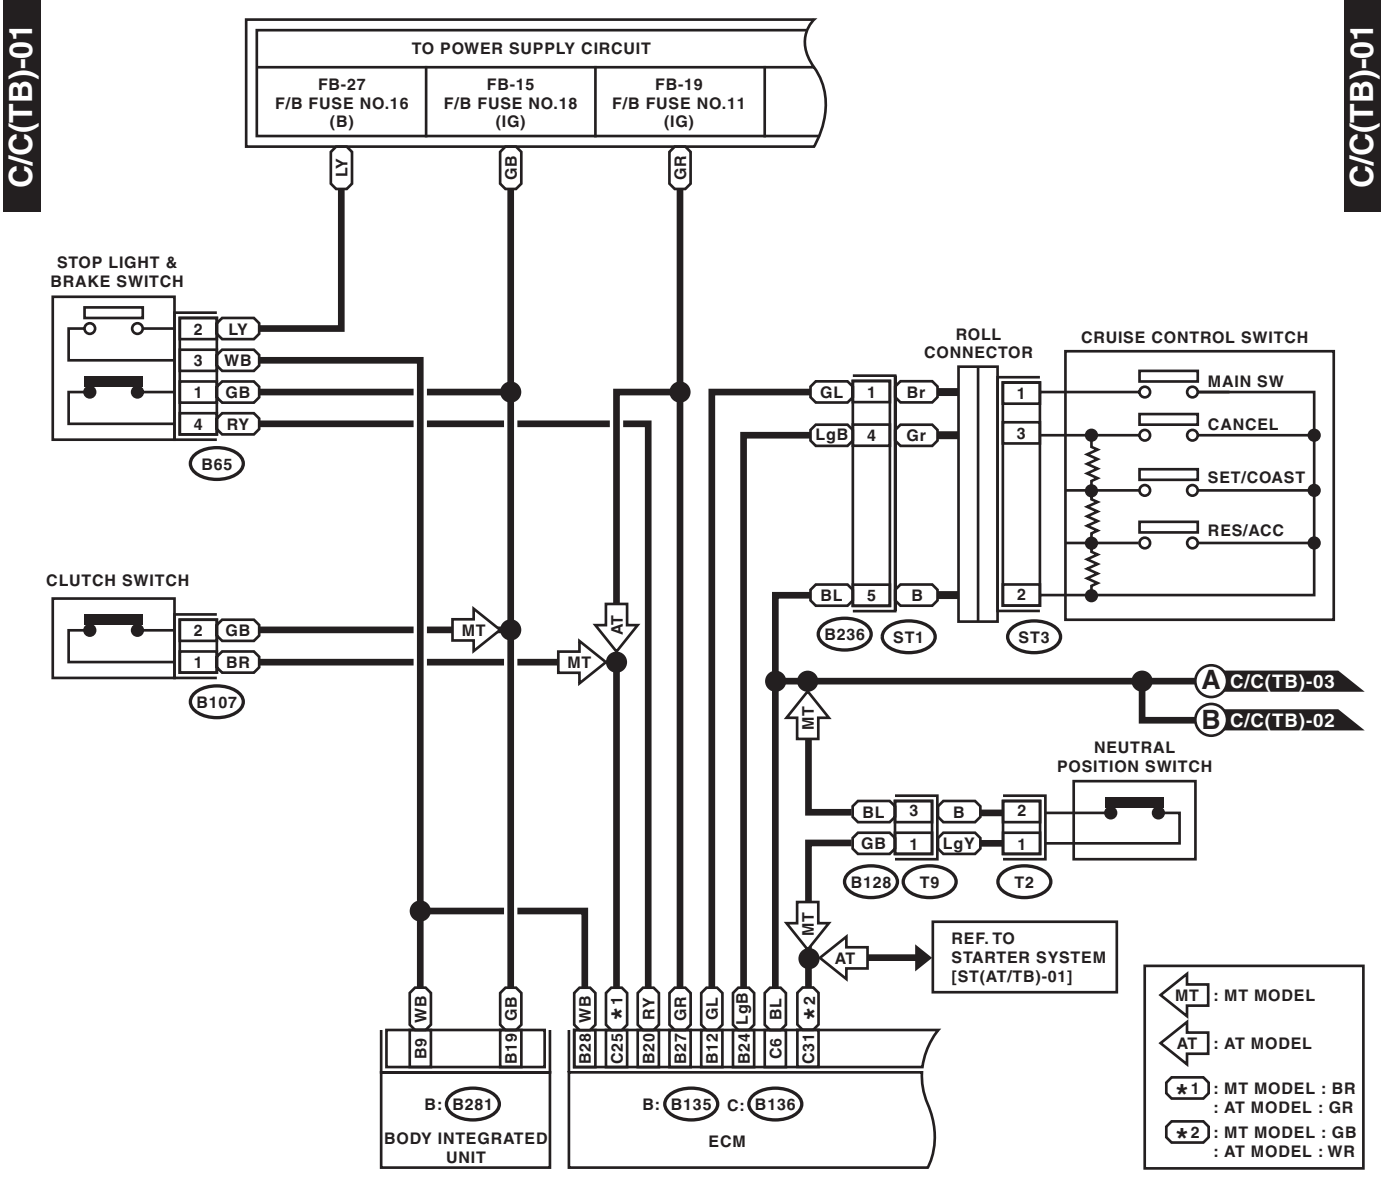 C/C(TB)-01
C/C(TB)-01
TO POWER SUPPLY CIRCUIT
FB-27
F/B FUSE NO.16
(B)
FB-15
F/B FUSE NO.18
(IG)
FB-19
F/B FUSE NO.11
(IG)
LY
GB
GR
STOP LIGHT &
BRAKE SWITCH
2 LY
3 WB
1 GB
4 RY
B65
ROLL
CONNECTOR
CRUISE CONTROL SWITCH
GL 1 Br
1
MAIN SW
LgB 4 Gr
3
CANCEL
SET/COAST
RES/ACC
BL 5 B
2
B236
ST1
ST3
CLUTCH SWITCH
2 GB
MT
AT
1 BR
MT
B107
A C/C(TB)-03
B C/C(TB)-02
MT
NEUTRAL
POSITION SWITCH
BL 3 B 2
GB 1 LgY 1
B128
T9
T2
MT
AT
REF. TO
STARTER SYSTEM
[ST(AT/TB)-01]
WB
GB
WB
*1
RY
GR
GL
LgB
BL
*2
B9
B19
B28
C25
B20
B27
B12
B24
C6
C31
B: B281
BODY INTEGRATED
UNIT
B: B135 C: B136
ECM
MT : MT MODEL
AT : AT MODEL
*1 : MT MODEL : BR
: AT MODEL : GR
*2 : MT MODEL : GB
: AT MODEL : WR